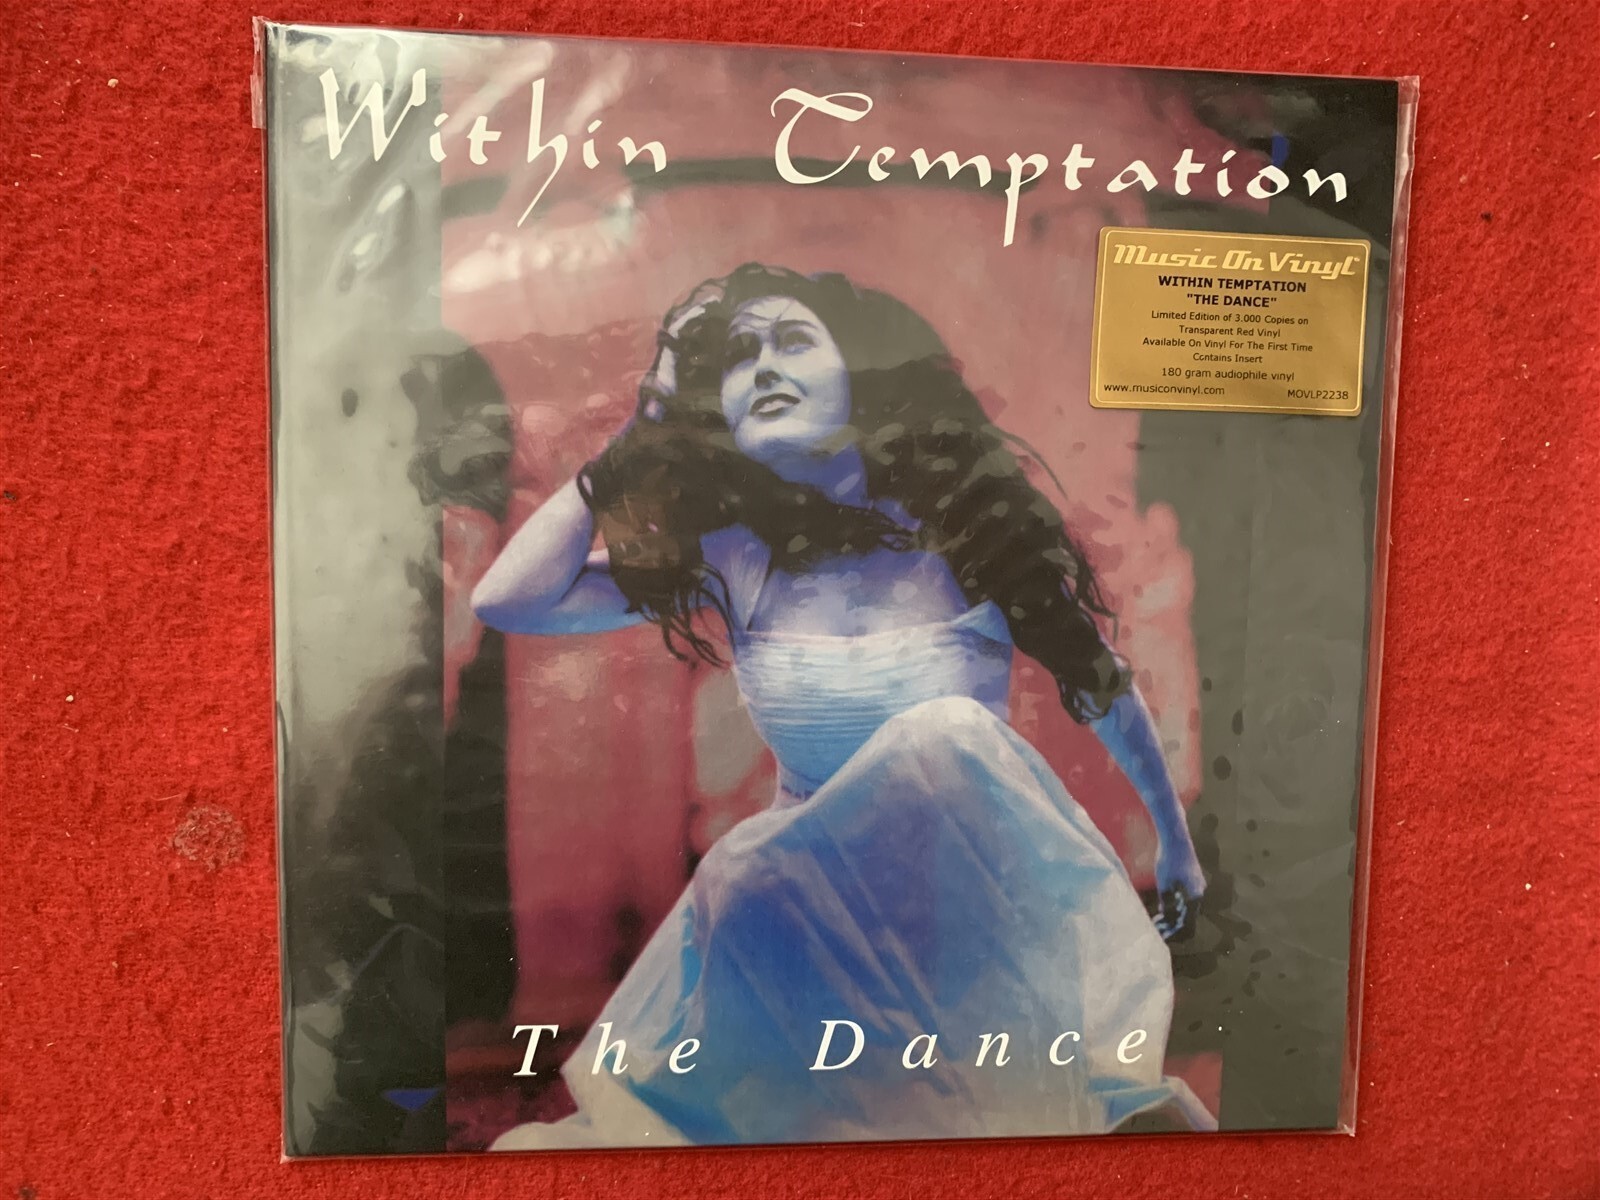 Within Temptation
Music On Vinyl
WITHIN TEMPTATION
"THE DANCE"
Limited Edition of 3.000 Copies on
Transparent Red Vinyl
Available On Vinyl For The First Time
Contains Insert
180 gram audiophile vinyl
www.musiconvinyl.com MOVLP2238
The Dance